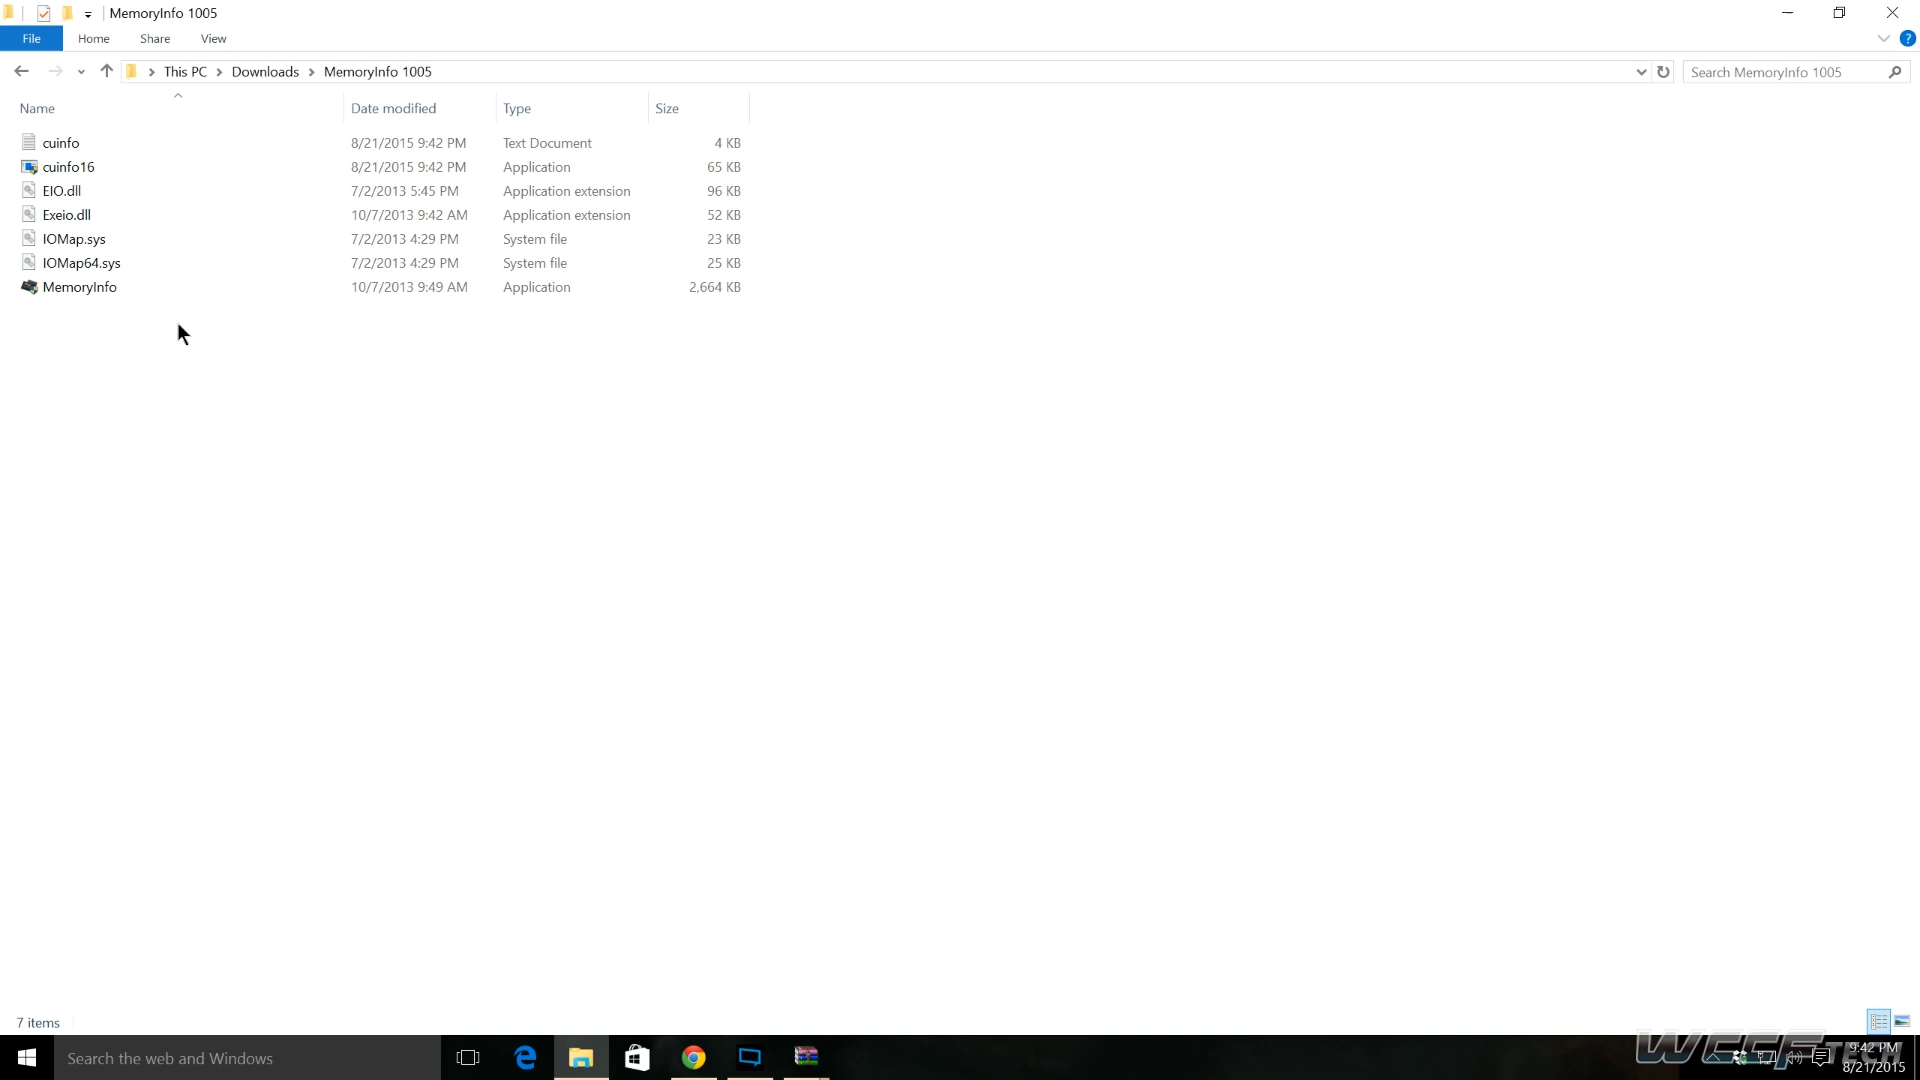 MemoryInfo 1005
File Home Share View
This PC Downloads MemoryInfo 1005
Search MemoryInfo 1005
Name Date modified Type Size
cuinfo 8/21/2015 9:42 PM Text Document 4 KB
cuinfo16 8/21/2015 9:42 PM Application 65 KB
EIO.dll 7/2/2013 5:45 PM Application extension 96 KB
Exeio.dll 10/7/2013 9:42 AM Application extension 52 KB
IOMap.sys 7/2/2013 4:29 PM System file 23 KB
IOMap64.sys 7/2/2013 4:29 PM System file 25 KB
MemoryInfo 10/7/2013 9:49 AM Application 2,664 KB
7 items
Search the web and Windows
WCCF TECH
9:42 PM
8/21/2015